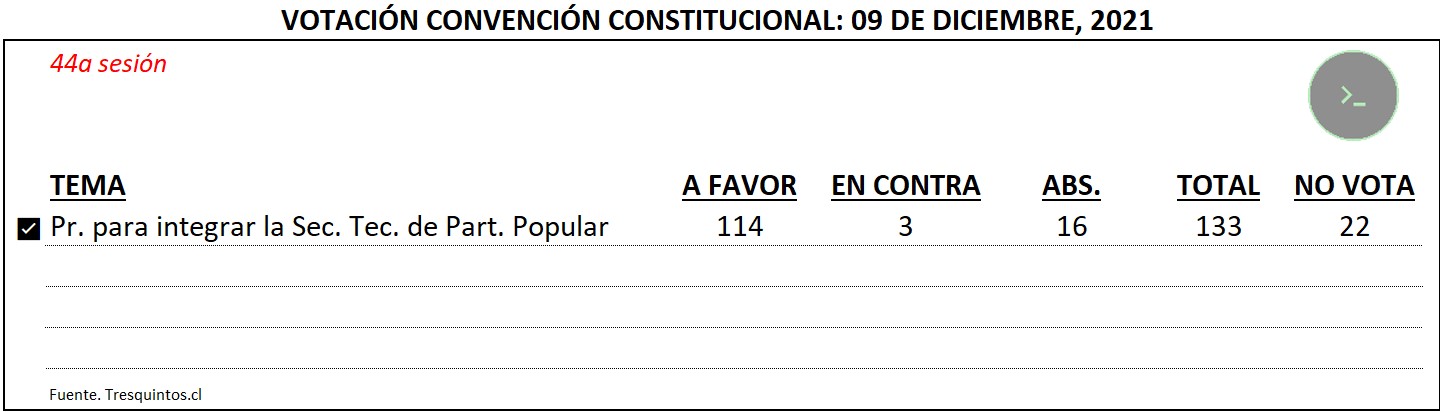 VOTACIÓN CONVENCIÓN CONSTITUCIONAL: 09 DE DICIEMBRE, 2021
44a sesión
>_
TEMA A FAVOR EN CONTRA ABS. TOTAL NO VOTA
Pr. para integrar la Sec. Tec. de Part. Popular 114 3 16 133 22
Fuente. Tresquintos.cl